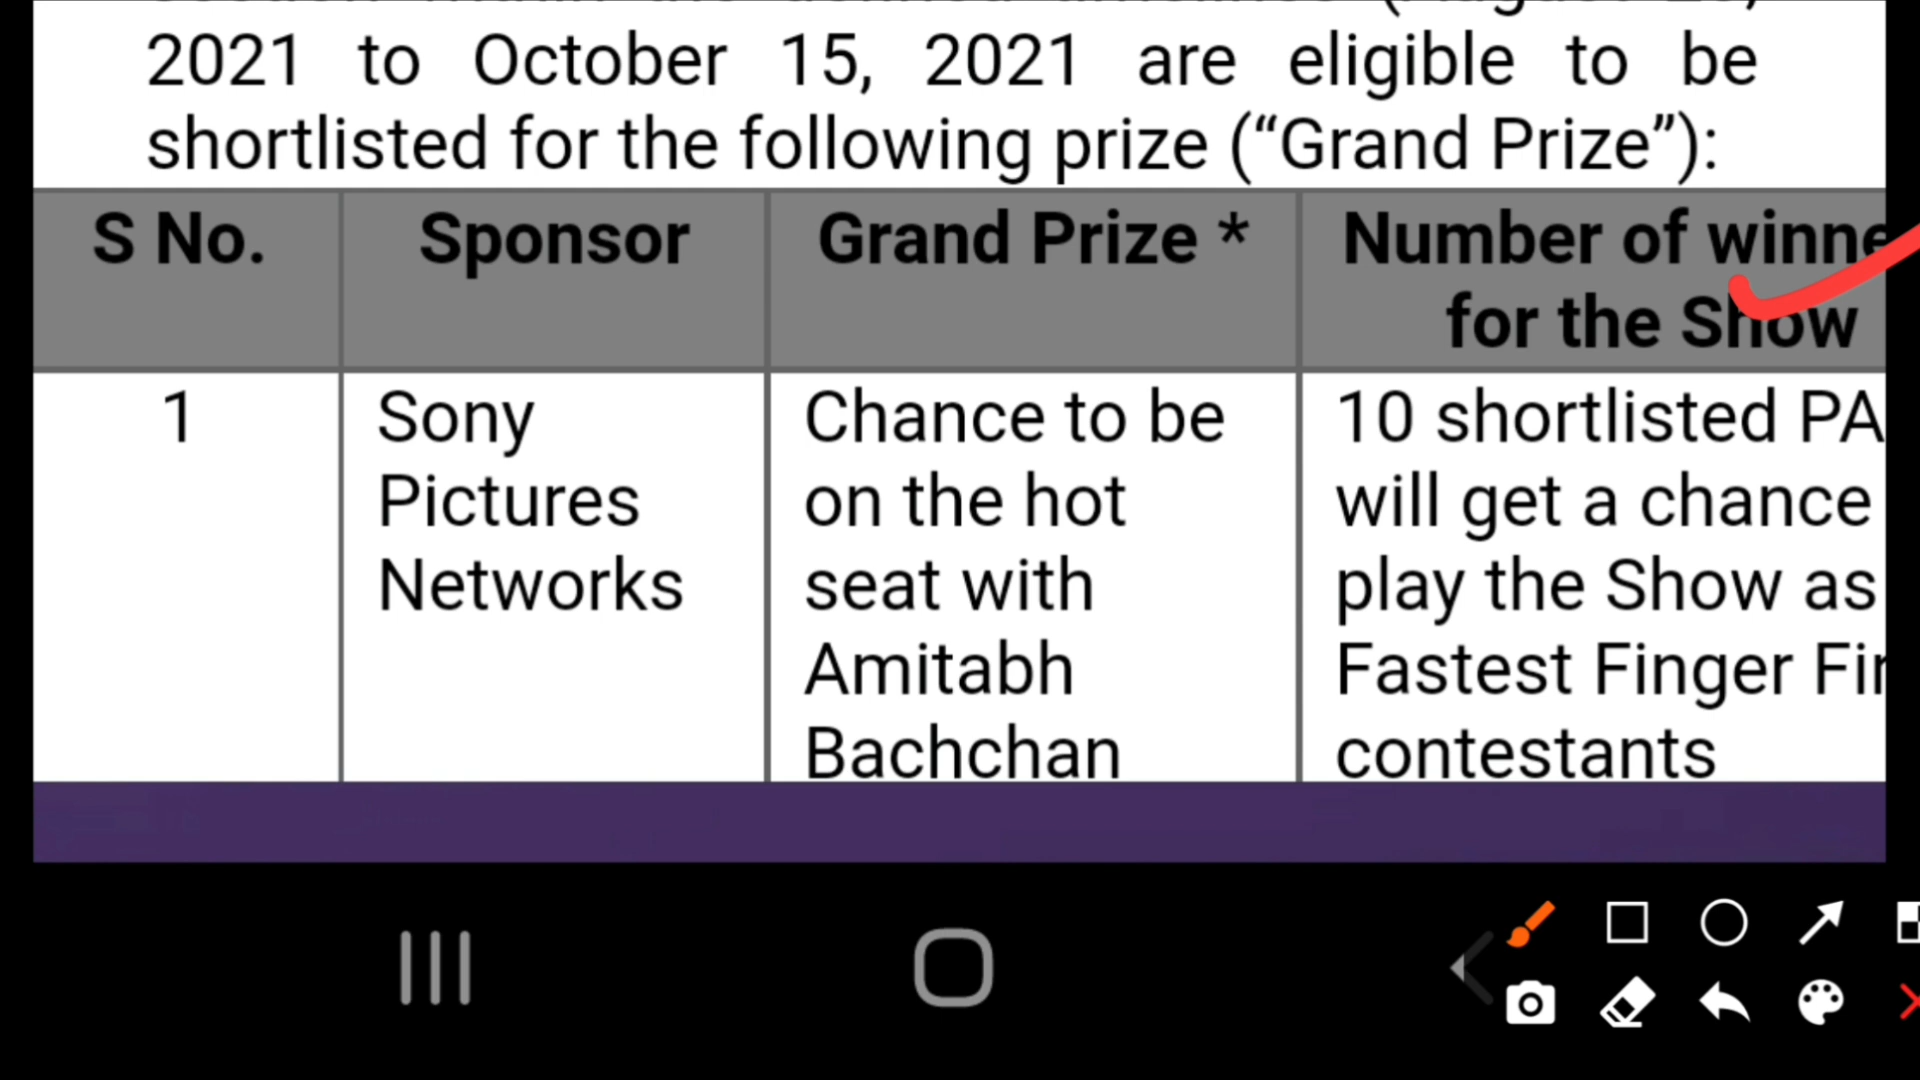 2021 to October 15, 2021 are eligible to be
shortlisted for the following prize (“Grand Prize”):
S No.
Sponsor
Grand Prize *
Number of
for the Show
1
Sony
Pictures
Networks
Chance to be
on the hot
seat with
Amitabh
Bachchan
10 shortlisted
will get a chance
play the Show as
Fastest Finger
contestants